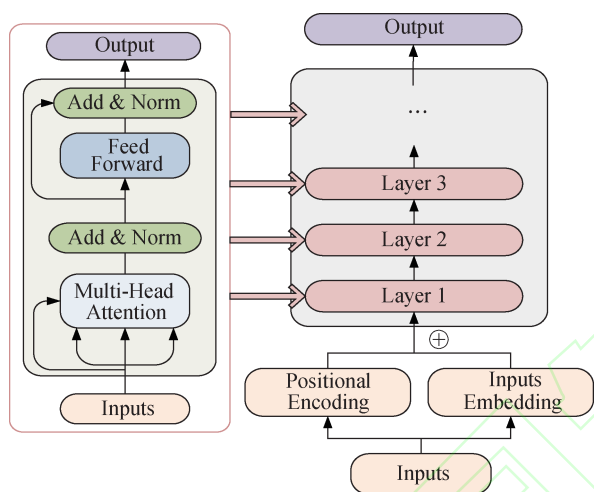 Output
Add & Norm
Feed
Forward
Add & Norm
Multi-Head
Attention
Inputs
Output
...
Layer 3
Layer 2
Layer 1
Positional
Encoding
Inputs
Embedding
Inputs